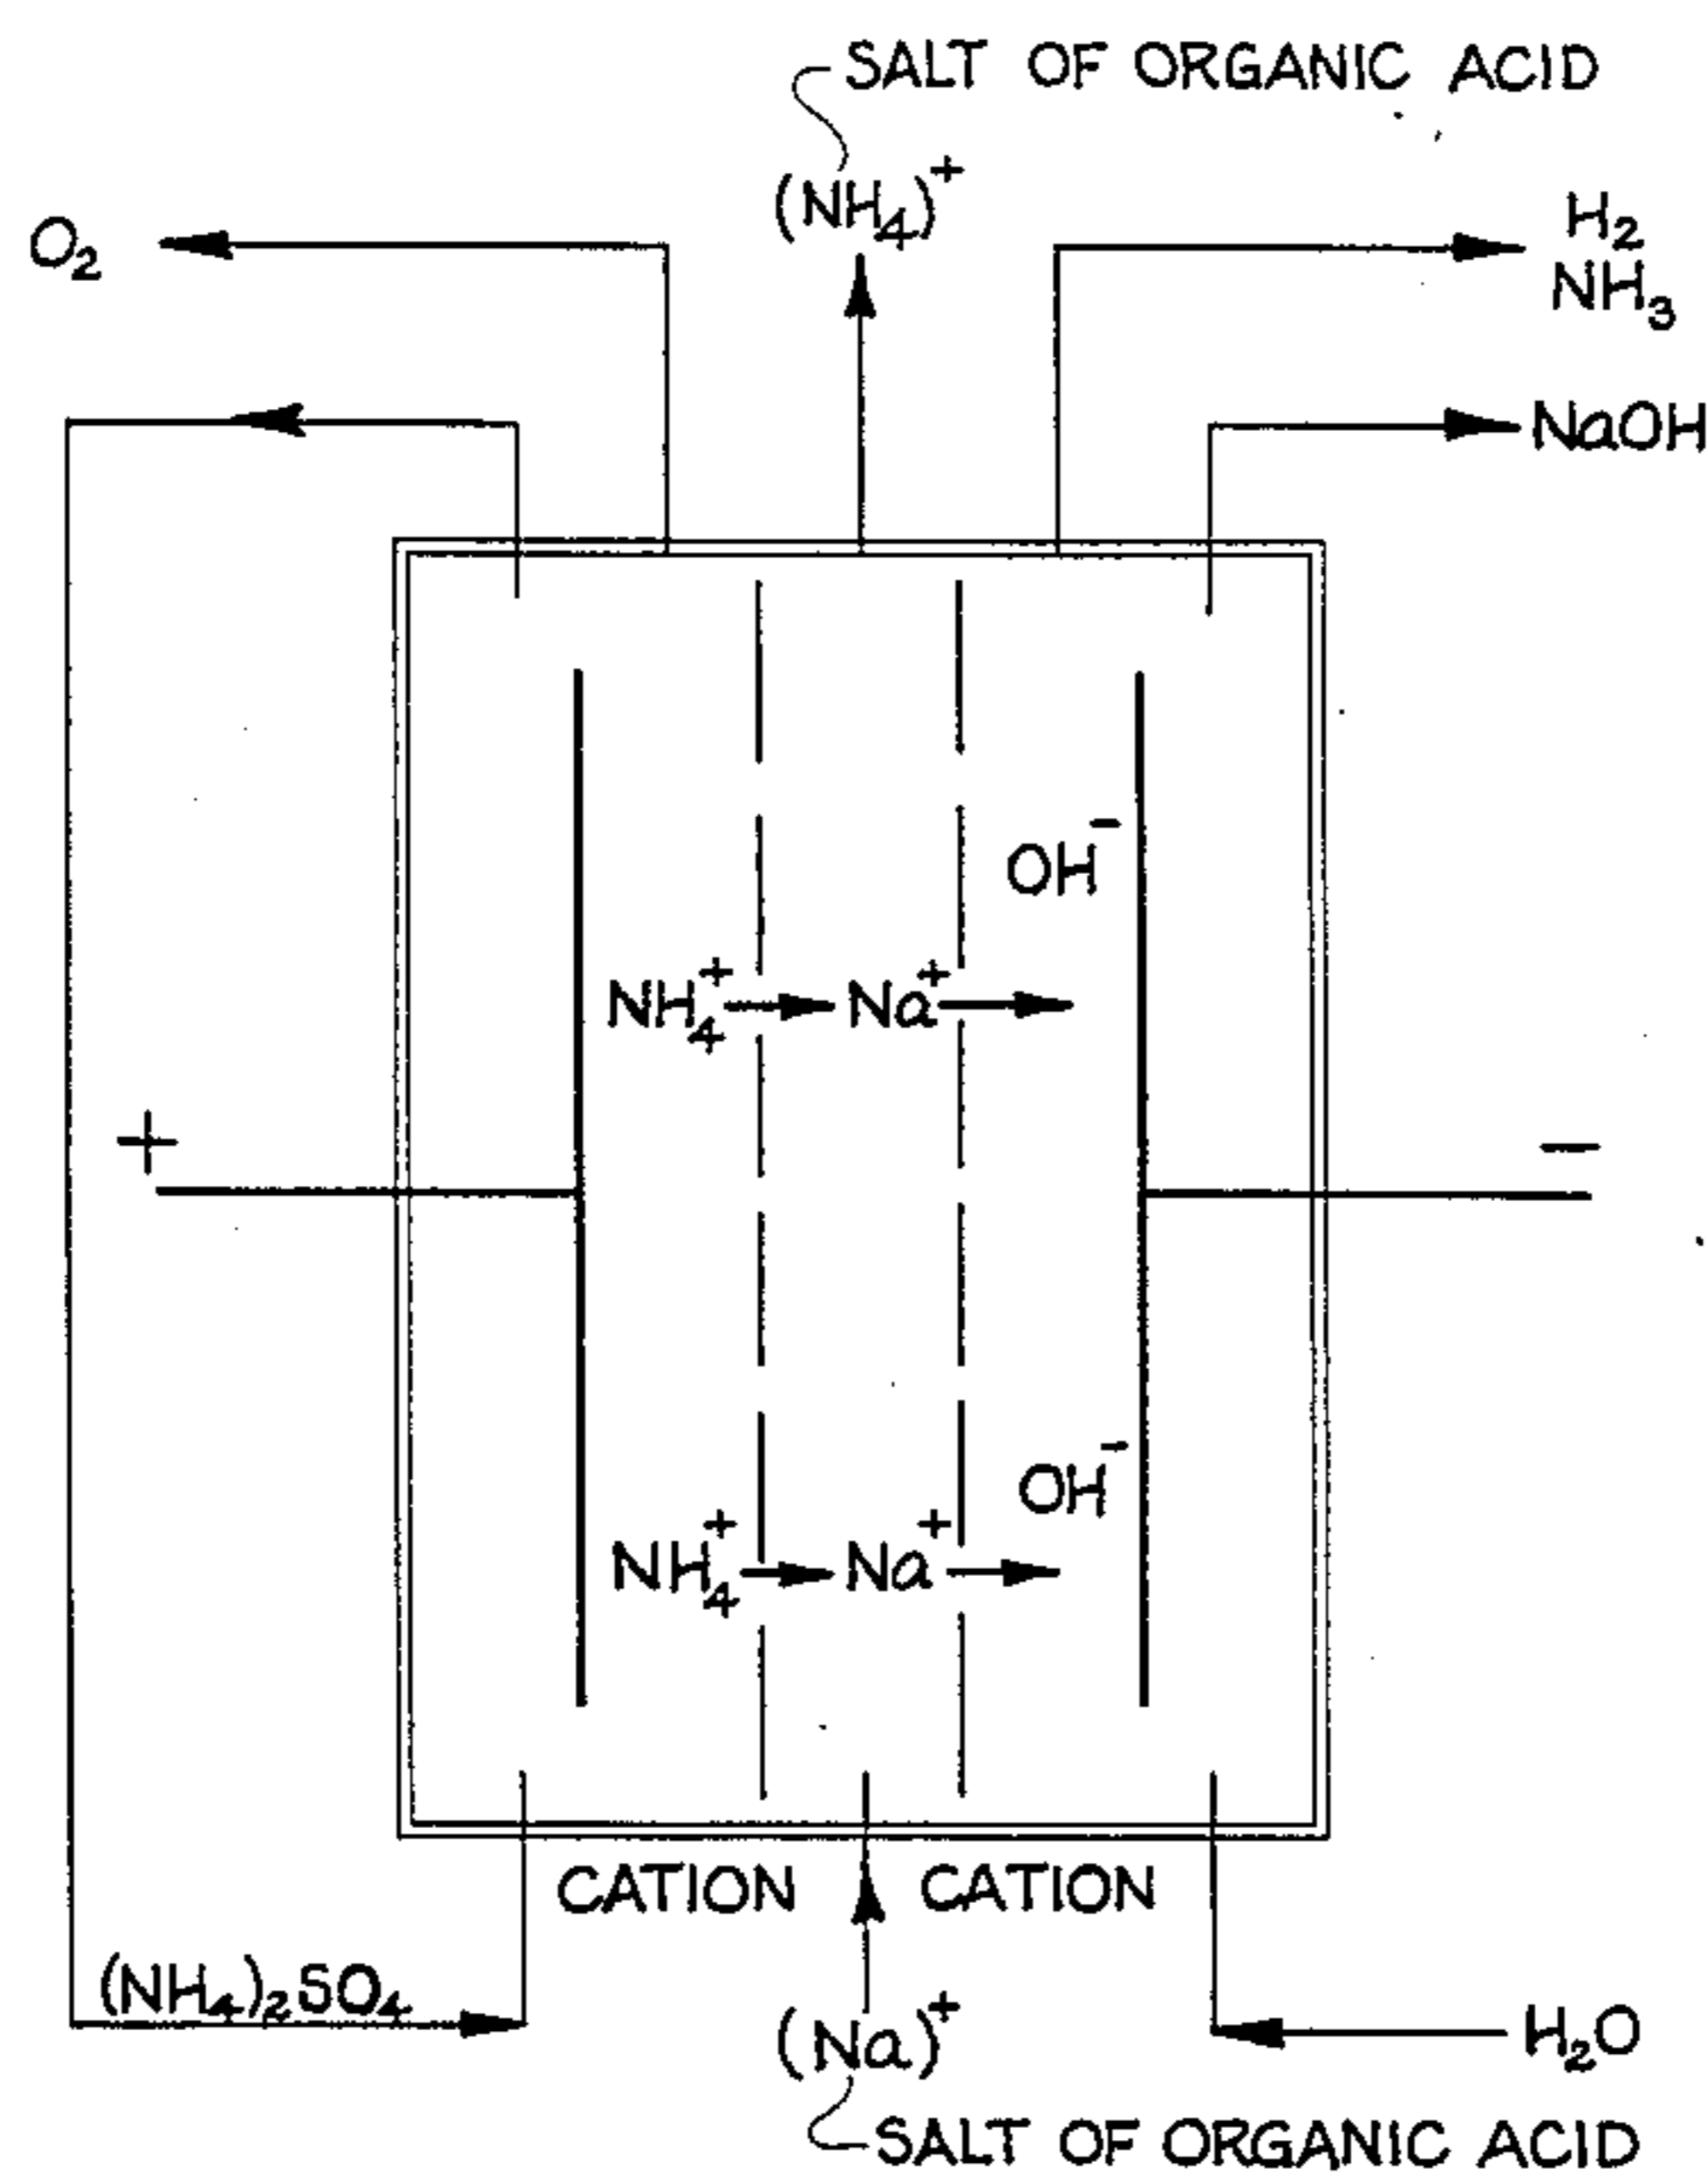 SALT OF ORGANIC ACID
(NH₄)⁺
O₂
H₂
NH₃
NaOH
OH⁻
NH₄⁺ Na⁺
+
−
OH⁻
NH₄⁺ Na⁺
CATION CATION
(NH₄)₂SO₄
(Na)⁺
H₂O
SALT OF ORGANIC ACID